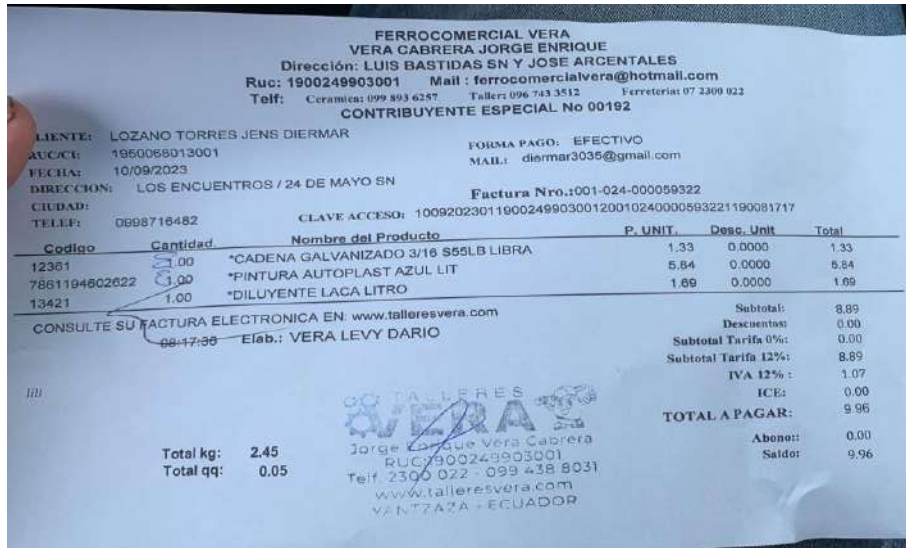 FERROCOMERCIAL VERA
VERA CABRERA JORGE ENRIQUE
Dirección: LUIS BASTIDAS SN Y JOSE ARCENTALES
Ruc: 1900249903001 Mail : ferrocomercialvera@hotmail.com
Telf: Ceramica: 099 893 6257 Taller: 096 743 3512 Ferreteria: 07 2300 022
CONTRIBUYENTE ESPECIAL No 00192
CLIENTE: LOZANO TORRES JENS DIERMAR
RUC/CI: 1950068013001 FORMA PAGO: EFECTIVO
FECHA: 10/09/2023 MAIL: diermar3035@gmail.com
DIRECCION: LOS ENCUENTROS / 24 DE MAYO SN
CIUDAD: Factura Nro.:001-024-000059322
TELEF: 0998716482 CLAVE ACCESO: 1009202301190024990300120010240000593221190081717
Codigo Cantidad Nombre del Producto P. UNIT. Desc. Unit Total
12361 1.00 *CADENA GALVANIZADO 3/16 S55LB LIBRA 1.33 0.0000 1.33
7861194602622 1.00 *PINTURA AUTOPLAST AZUL LIT 5.84 0.0000 5.84
13421 1.00 *DILUYENTE LACA LITRO 1.69 0.0000 1.69
CONSULTE SU FACTURA ELECTRONICA EN: www.talleresvera.com
08:17:36 Elab.: VERA LEVY DARIO
Subtotal: 8.89
Descuentos: 0.00
Subtotal Tarifa 0%: 0.00
Subtotal Tarifa 12%: 8.89
IVA 12% : 1.07
ICE: 0.00
TOTAL A PAGAR: 9.96
Abono:: 0.00
Saldo: 9.96
lili
Total kg: 2.45
Total qq: 0.05
TALLERES
VERA
Jorge Enrique Vera Cabrera
RUC 1900249903001
Telf. 2300 022 - 099 438 8031
www.talleresvera.com
YANTZAZA - ECUADOR